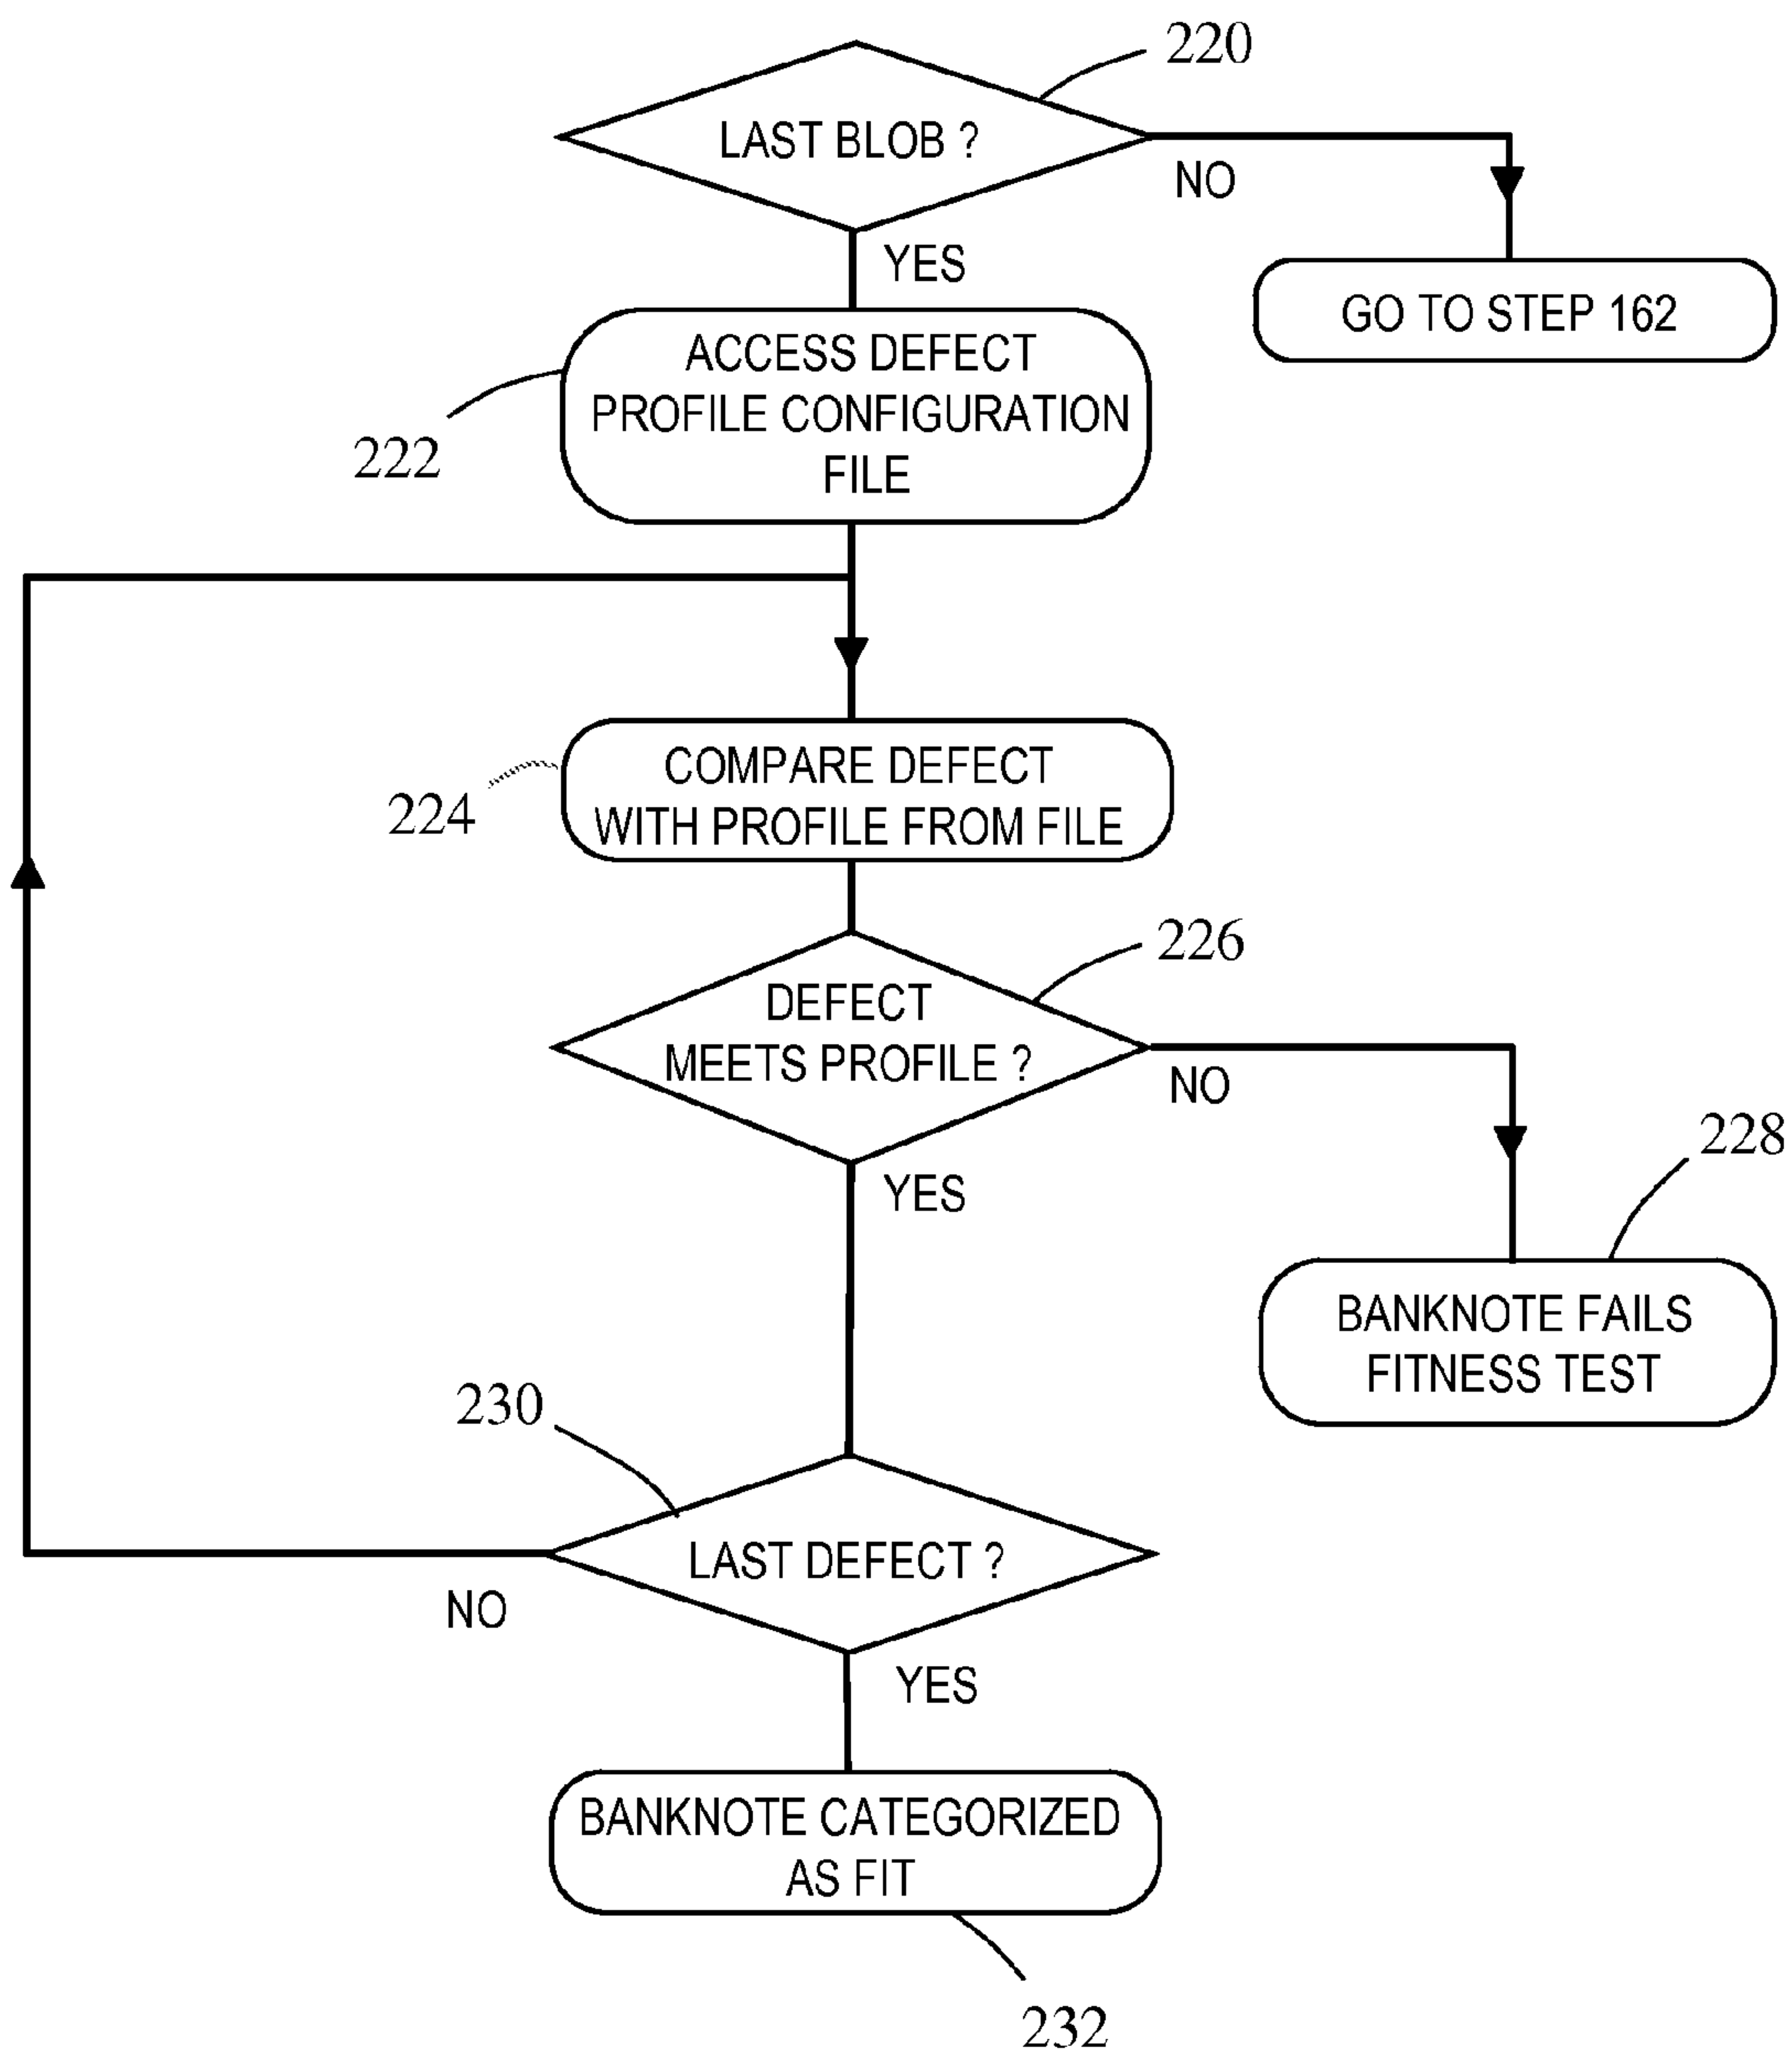 220
LAST BLOB ?
NO
YES
GO TO STEP 162
ACCESS DEFECT
PROFILE CONFIGURATION
FILE
222
COMPARE DEFECT
WITH PROFILE FROM FILE
224
226
DEFECT
MEETS PROFILE ?
NO
228
YES
BANKNOTE FAILS
FITNESS TEST
230
LAST DEFECT ?
NO
YES
BANKNOTE CATEGORIZED
AS FIT
232